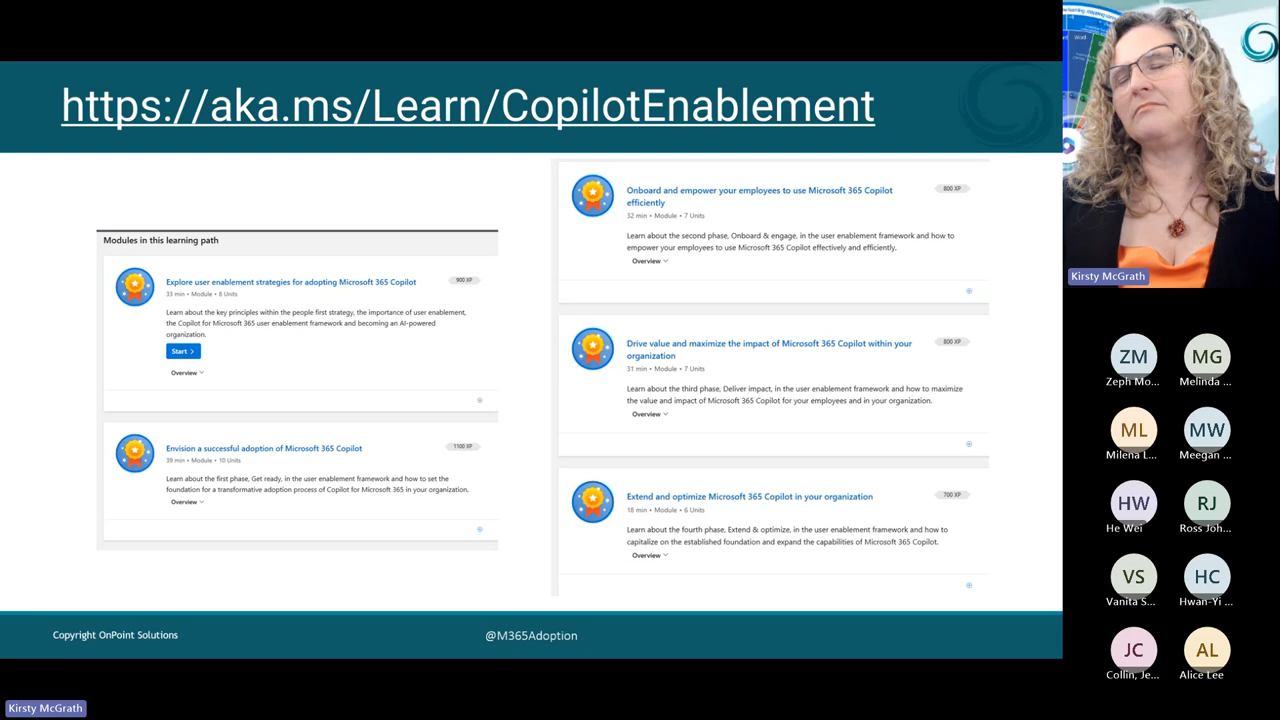 https://aka.ms/Learn/CopilotEnablement
Modules in this learning path
Explore user enablement strategies for adopting Microsoft 365 Copilot
900 XP
33 min • Module • 8 Units
Learn about the key principles within the people first strategy, the importance of user enablement,
the Copilot for Microsoft 365 user enablement framework and becoming an AI-powered
organization.
Start >
Overview
Envision a successful adoption of Microsoft 365 Copilot
1100 XP
39 min • Module • 10 Units
Learn about the first phase, Get ready, in the user enablement framework and how to set the
foundation for a transformative adoption process of Copilot for Microsoft 365 in your organization.
Overview
Onboard and empower your employees to use Microsoft 365 Copilot
efficiently
800 XP
32 min • Module • 7 Units
Learn about the second phase, Onboard & engage, in the user enablement framework and how to
empower your employees to use Microsoft 365 Copilot effectively and efficiently.
Overview
Drive value and maximize the impact of Microsoft 365 Copilot within your
organization
800 XP
31 min • Module • 7 Units
Learn about the third phase, Deliver impact, in the user enablement framework and how to maximize
the value and impact of Microsoft 365 Copilot for your employees and in your organization.
Overview
Extend and optimize Microsoft 365 Copilot in your organization
700 XP
18 min • Module • 6 Units
Learn about the fourth phase, Extend & optimize, in the user enablement framework and how to
capitalize on the established foundation and expand the capabilities of Microsoft 365 Copilot.
Overview
Copyright OnPoint Solutions
@M365Adoption
Kirsty McGrath
Word
Kirsty McGrath
ZM
MG
Zeph Mo...
Melinda ...
ML
MW
Milena L...
Meegan ...
HW
RJ
He Wei
Ross Joh...
VS
HC
Vanita S...
Hwan-Yi ...
JC
AL
Collin, Je...
Alice Lee